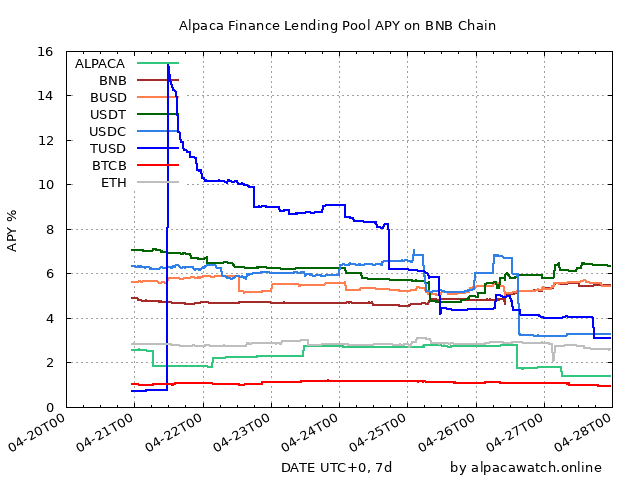 Alpaca Finance Lending Pool APY on BNB Chain
16
14
12
10
8
6
4
2
0
APY %
ALPACA
BNB
BUSD
USDT
USDC
TUSD
BTCB
ETH
04-20T00
04-21T00
04-22T00
04-23T00
04-24T00
04-25T00
04-26T00
04-27T00
04-28T00
DATE UTC+0, 7d
by alpacawatch.online